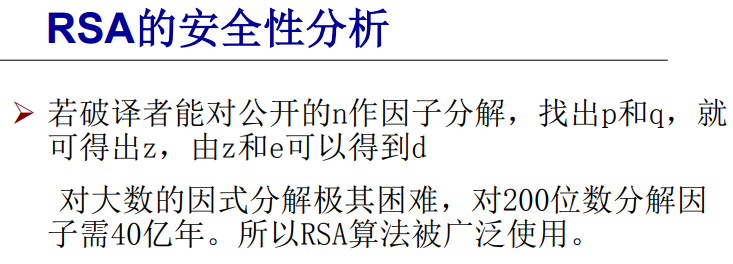 RSA的安全性分析
若破译者能对公开的n作因子分解，找出p和q，就
可得出z，由z和e可以得到d
对大数的因式分解极其困难，对200位数分解因
子需40亿年。所以RSA算法被广泛使用。